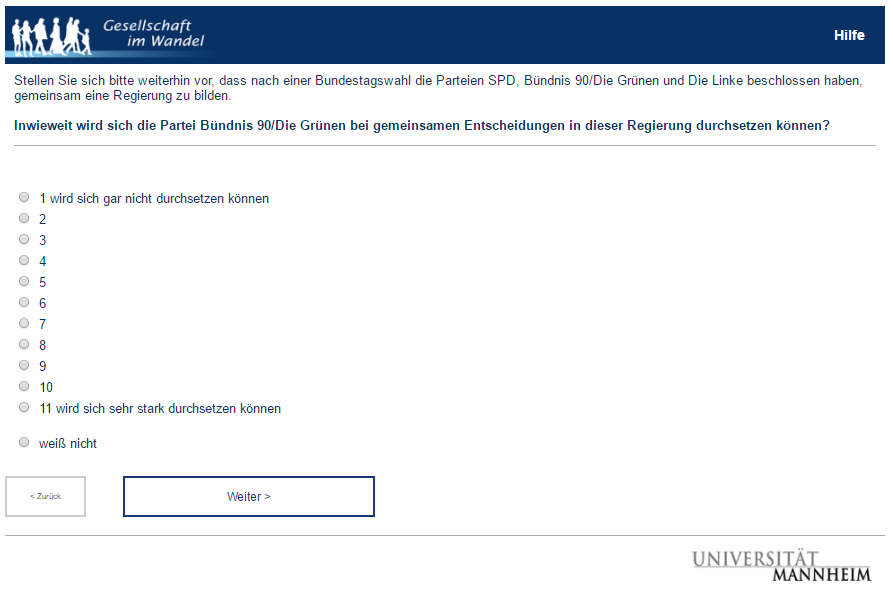 Gesellschaft
im Wandel
Hilfe
Stellen Sie sich bitte weiterhin vor, dass nach einer Bundestagswahl die Parteien SPD, Bündnis 90/Die Grünen und Die Linke beschlossen haben,
gemeinsam eine Regierung zu bilden.
Inwieweit wird sich die Partei Bündnis 90/Die Grünen bei gemeinsamen Entscheidungen in dieser Regierung durchsetzen können?
1 wird sich gar nicht durchsetzen können
2
3
4
5
6
7
8
9
10
11 wird sich sehr stark durchsetzen können
weiß nicht
< Zurück
Weiter >
UNIVERSITÄT
MANNHEIM